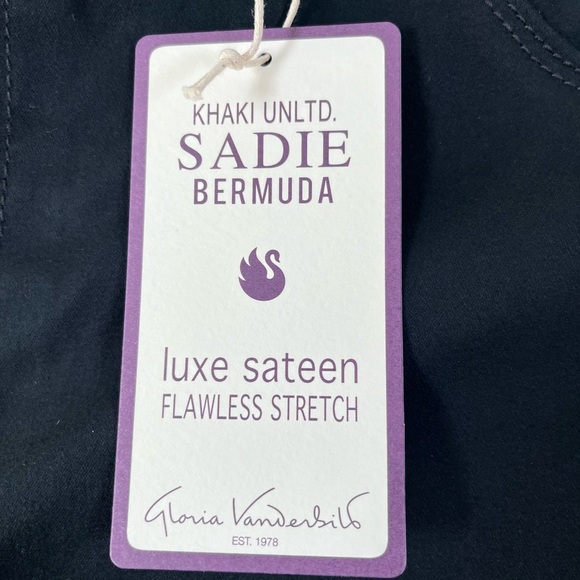 KHAKI UNLTD.
SADIE
BERMUDA
luxe sateen
FLAWLESS STRETCH
Gloria Vanderbilt
EST. 1978